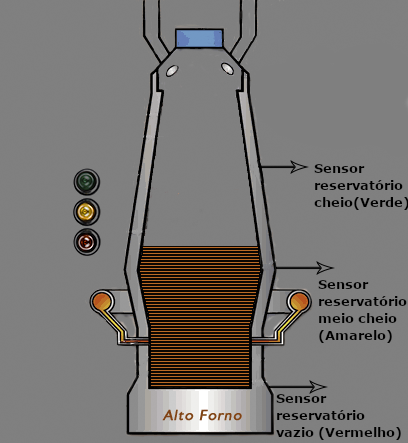 Sensor
reservatório
cheio(Verde)
Sensor
reservatório
meio cheio
(Amarelo)
Sensor
reservatório
vazio (Vermelho)
Alto Forno